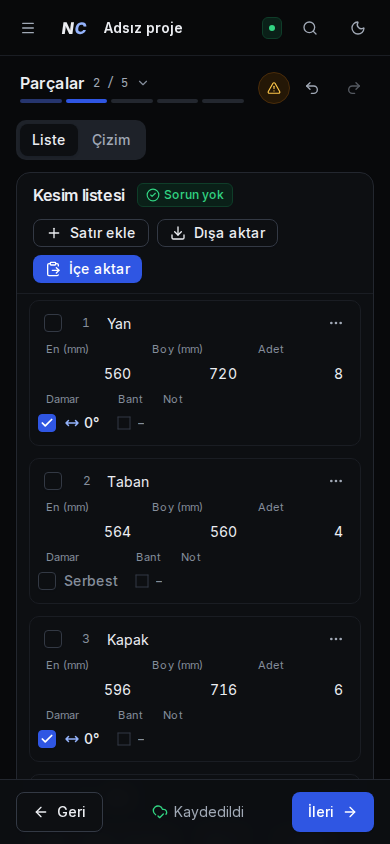 NC Adsız proje
Parçalar 2 / 5
Liste Çizim
Kesim listesi Sorun yok
Satır ekle Dışa aktar
İçe aktar
1 Yan
En (mm) Boy (mm) Adet
560 720 8
Damar Bant Not
0° –
2 Taban
En (mm) Boy (mm) Adet
564 560 4
Damar Bant Not
Serbest –
3 Kapak
En (mm) Boy (mm) Adet
596 716 6
Damar Bant Not
0° –
Geri Kaydedildi İleri